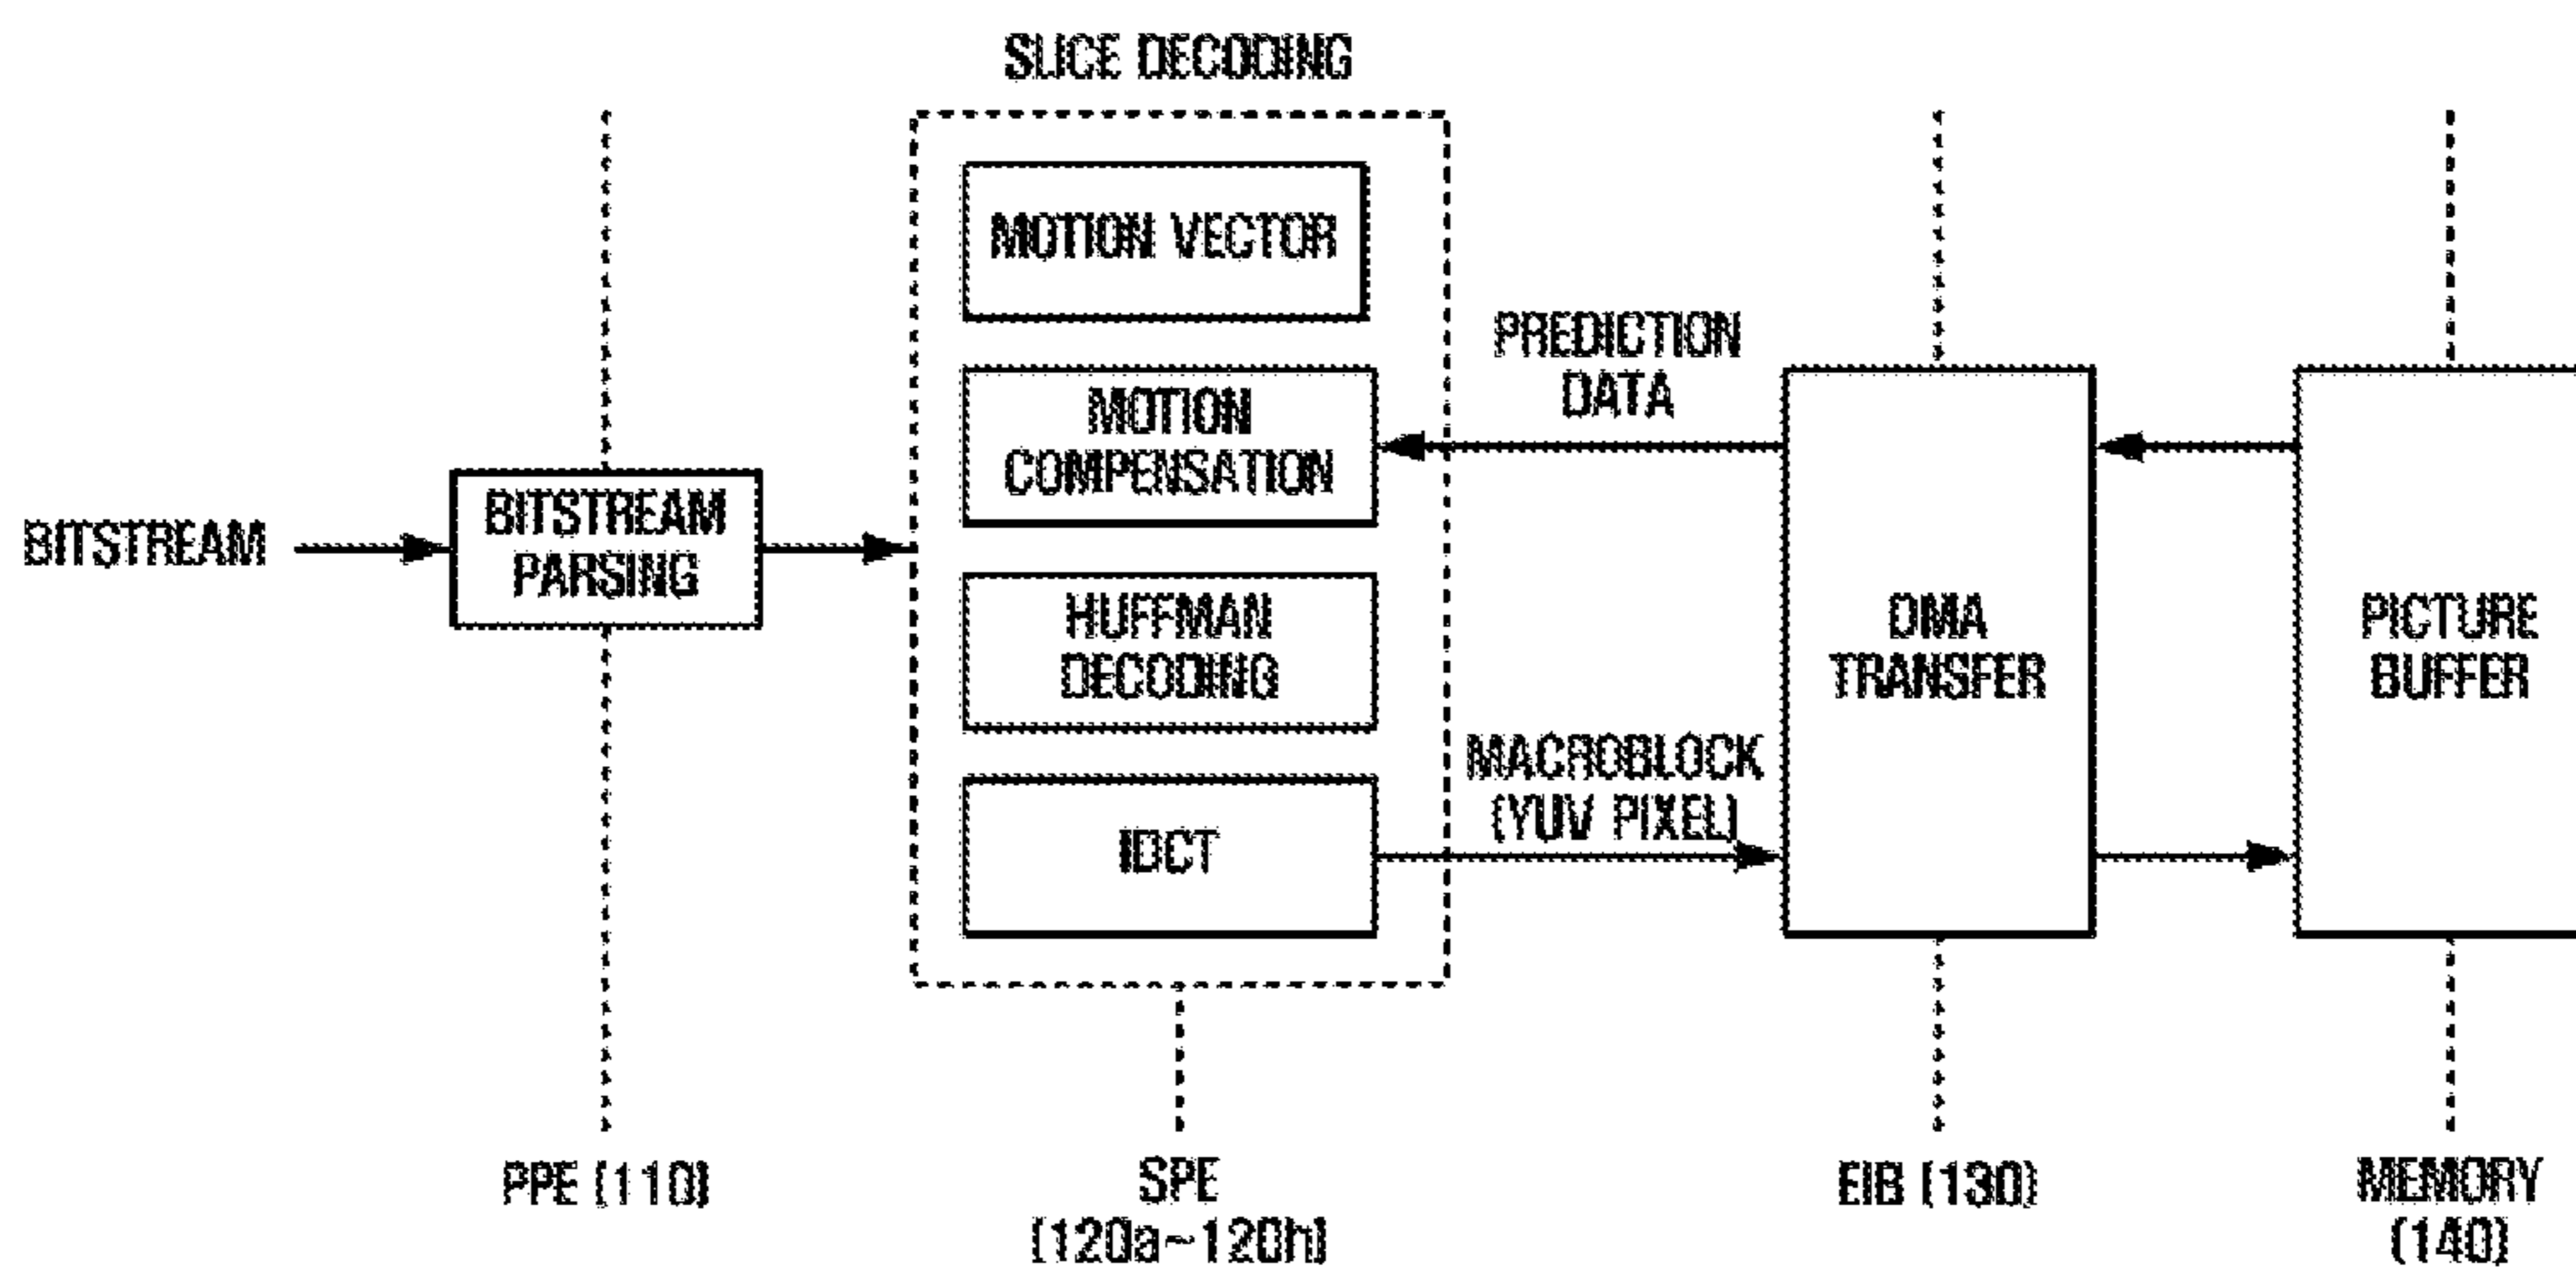 SLICE DECODING
MOTION VECTOR
PREDICTION
DATA
MOTION
COMPENSATION
BITSTREAM
BITSTREAM
PARSING
HUFFMAN
DECODING
DMA
TRANSFER
PICTURE
BUFFER
MACROBLOCK
(YUV PIXEL)
IDCT
PPE (110)
SPE
(120a~120h)
EIB (130)
MEMORY
(140)